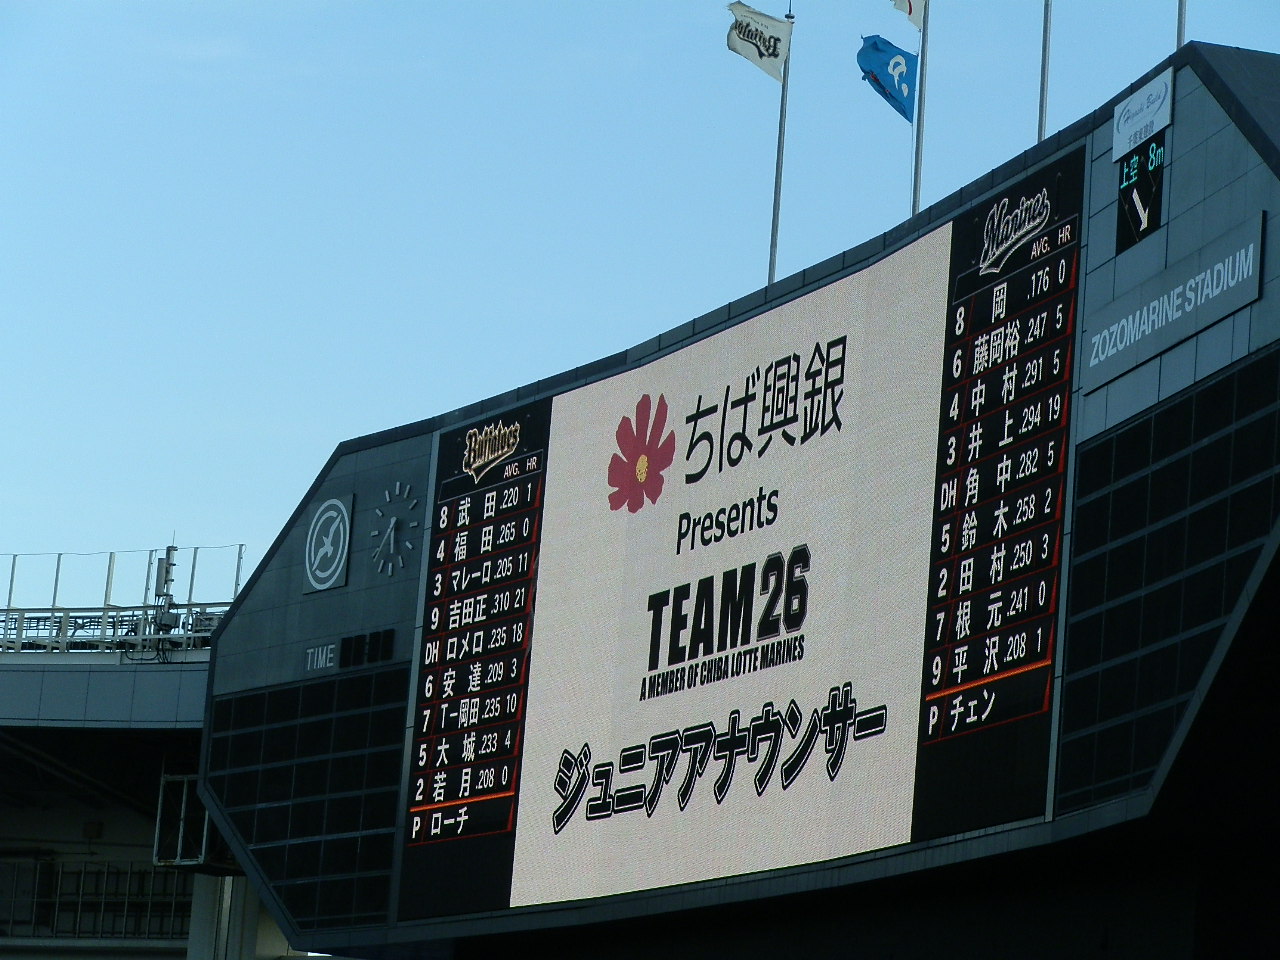 Buffaloes
AVG. HR
8 武田 .220 1
4 福田 .265 0
3 マレーロ .205 11
9 吉田正 .310 21
DH ロメロ .235 18
6 安達 .209 3
7 T-岡田 .235 10
5 大城 .233 4
2 若月 .208 0
P ローチ
TIME
ちば興銀
Presents
TEAM26
A MEMBER OF CHIBA LOTTE MARINES
ジュニアアナウンサー
Marines
AVG. HR
8 岡 .176 0
6 藤岡裕 .247 5
4 中村 .291 5
3 井上 .294 19
DH 角中 .282 5
5 鈴木 .258 2
2 田村 .250 3
7 根元 .241 0
9 平沢 .208 1
P チェン
上空 8m
ZOZOMARINE STADIUM